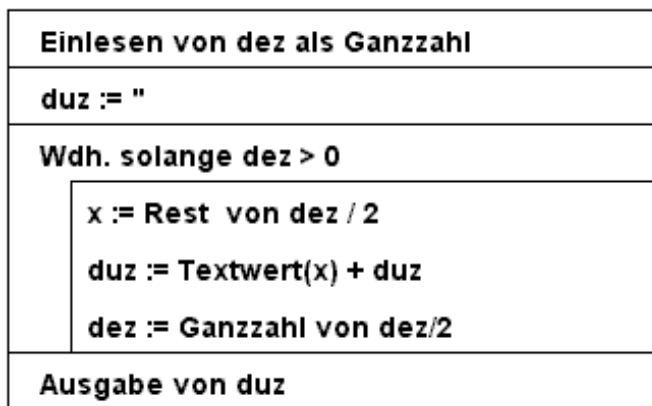 Einlesen von dez als Ganzzahl
duz := "
Wdh. solange dez > 0
x := Rest von dez / 2
duz := Textwert(x) + duz
dez := Ganzzahl von dez/2
Ausgabe von duz